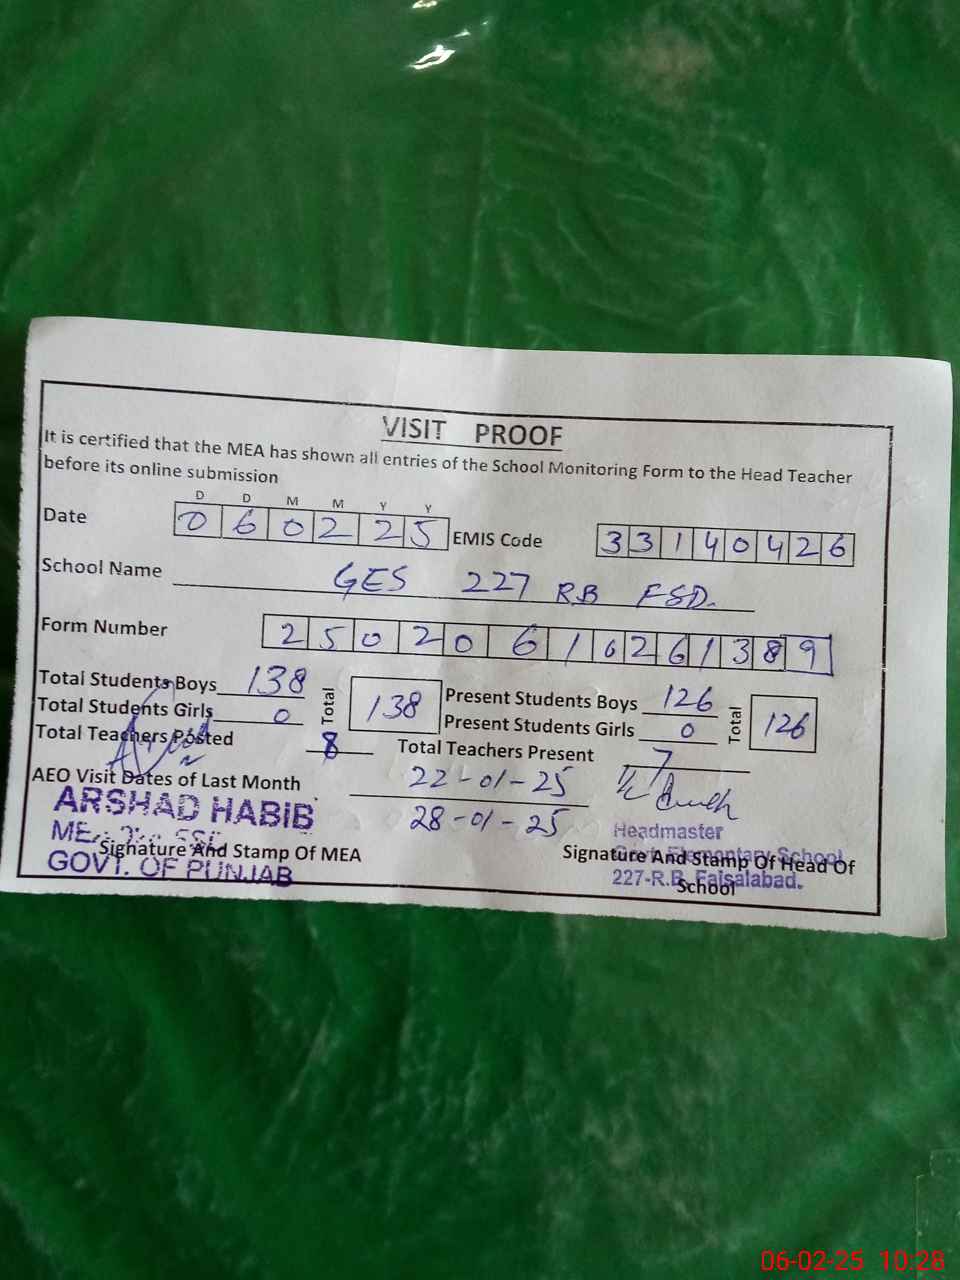 VISIT PROOF
It is certified that the MEA has shown all entries of the School Monitoring Form to the Head Teacher
before its online submission
D D M M Y Y
Date 0 6 0 2 2 5 EMIS Code 3 3 1 4 0 4 2 6
School Name GES 227 RB FSD.
Form Number 2 5 0 2 0 6 1 0 2 6 1 3 8 9
Total Students Boys 138 Total 138 Present Students Boys 126 Total 126
Total Students Girls 0 Present Students Girls 0
Total Teachers Posted 8 Total Teachers Present 7
AEO Visit Dates of Last Month 22-01-25
28-01-25
ARSHAD HABIB
Signature And Stamp Of MEA
GOVT. OF PUNJAB
Headmaster
Govt. Elementary School
227-R.B. Faisalabad.
Signature And Stamp Of Head Of
School
06-02-25 10:28